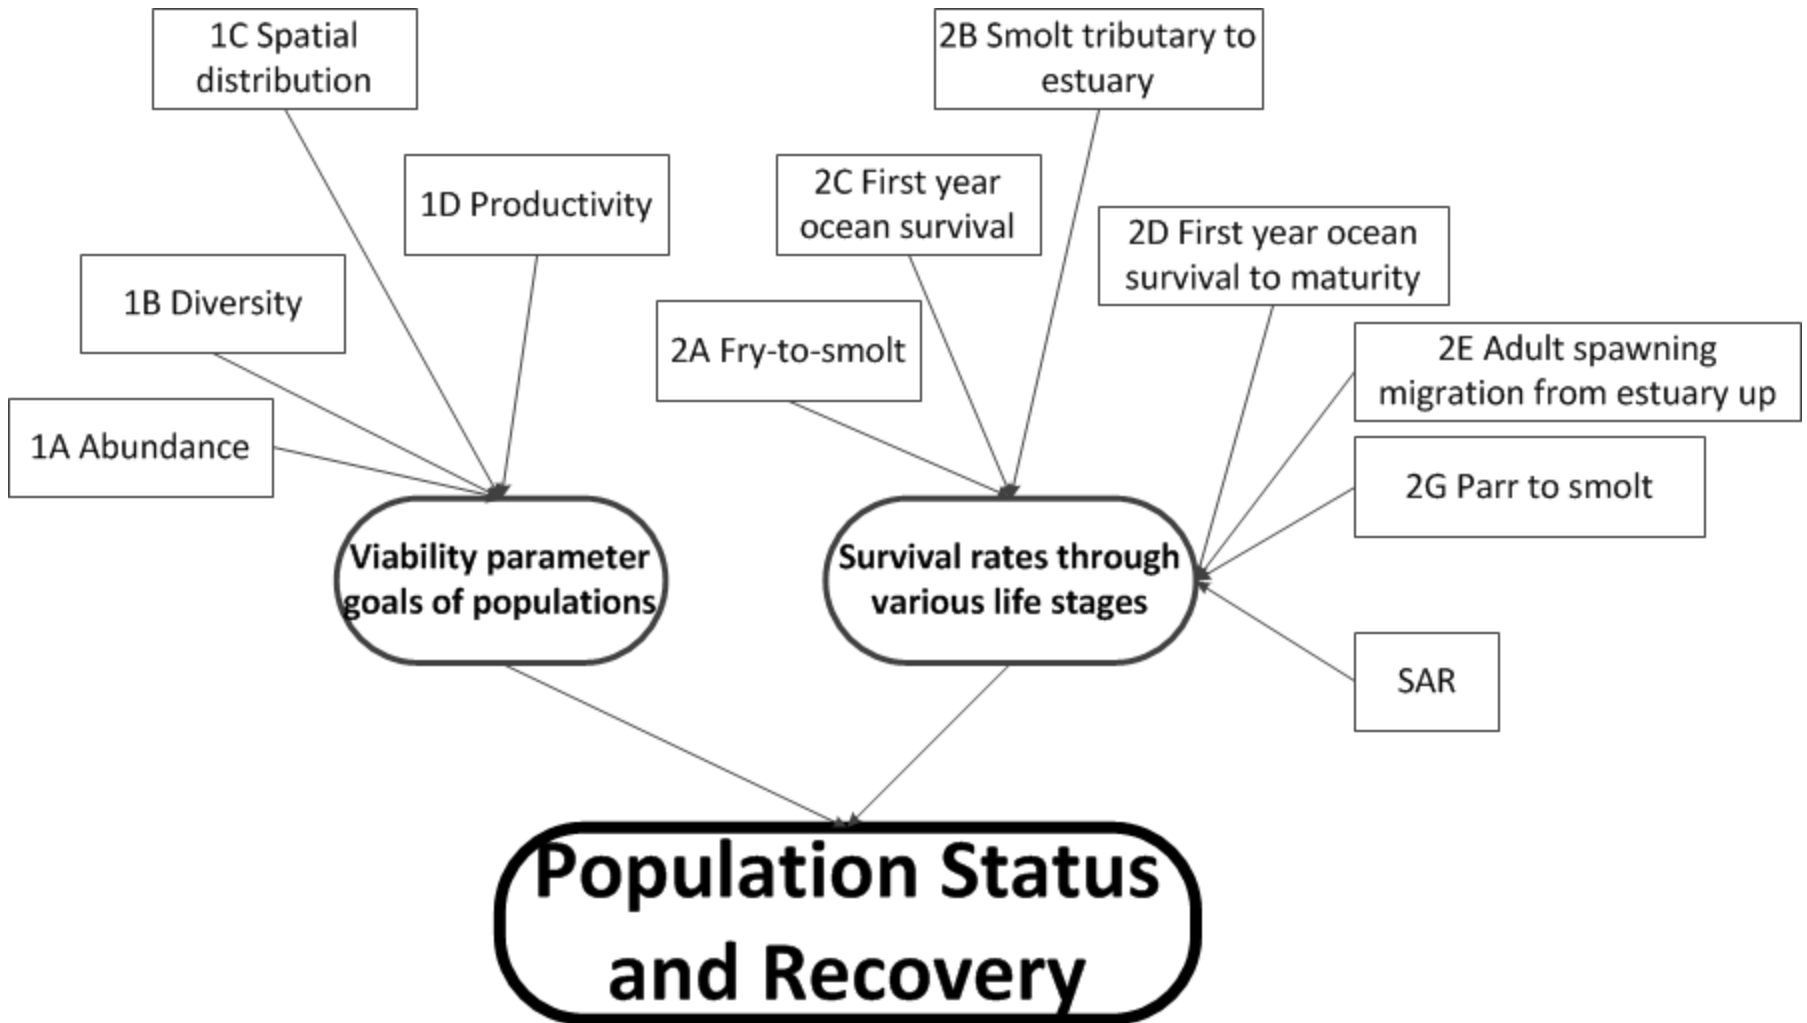 1C Spatial
distribution
2B Smolt tributary to
estuary
1D Productivity
2C First year
ocean survival
2D First year ocean
survival to maturity
1B Diversity
2A Fry-to-smolt
2E Adult spawning
migration from estuary up
1A Abundance
2G Parr to smolt
Viability parameter
goals of populations
Survival rates through
various life stages
SAR
Population Status
and Recovery